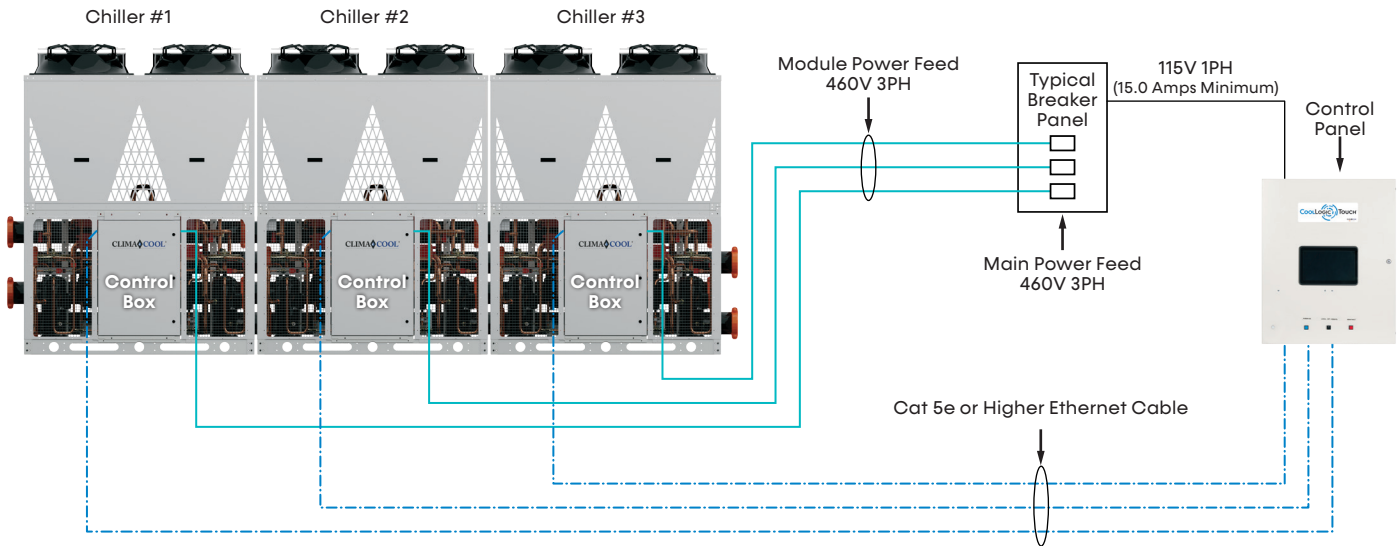 Chiller #1
Chiller #2
Chiller #3
Module Power Feed
460V 3PH
Typical
Breaker
Panel
115V 1PH
(15.0 Amps Minimum)
Control
Panel
COOLLOGIC TOUCH
CLIMACOOL
Control
Box
CLIMACOOL
Control
Box
CLIMACOOL
Control
Box
Main Power Feed
460V 3PH
Cat 5e or Higher Ethernet Cable